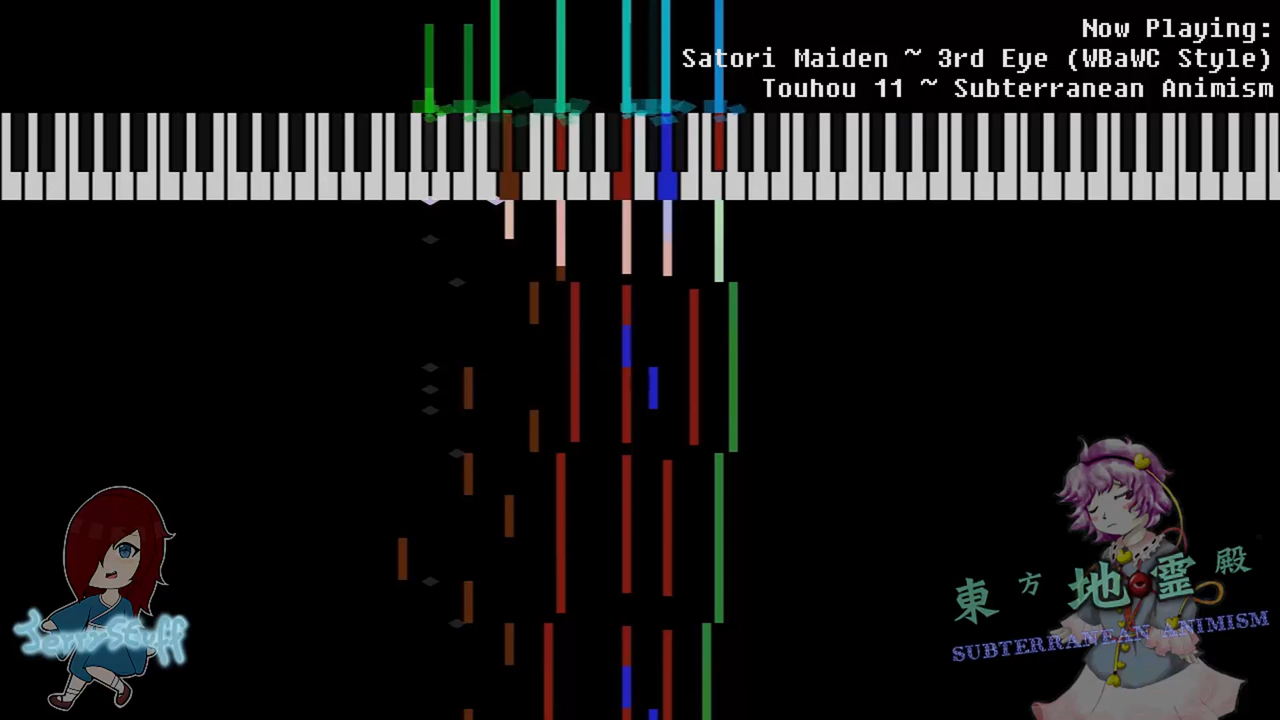 Now Playing:
Satori Maiden ~ 3rd Eye (WBaWC Style)
Touhou 11 ~ Subterranean Animism
東方地霊殿
SUBTERRANEAN ANIMISM
JerryStuff